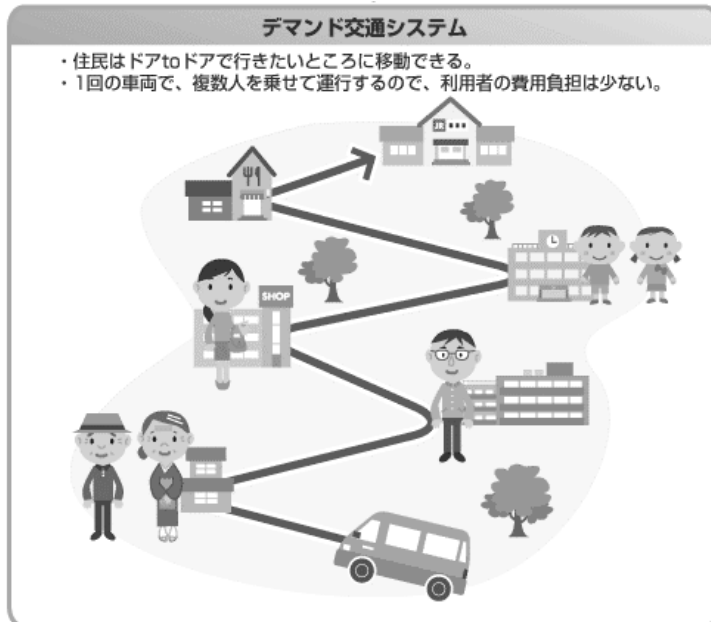 デマンド交通システム
・住民はドアtoドアで行きたいところに移動できる。
・1回の車両で、複数人を乗せて運行するので、利用者の費用負担は少ない。
JR
SHOP